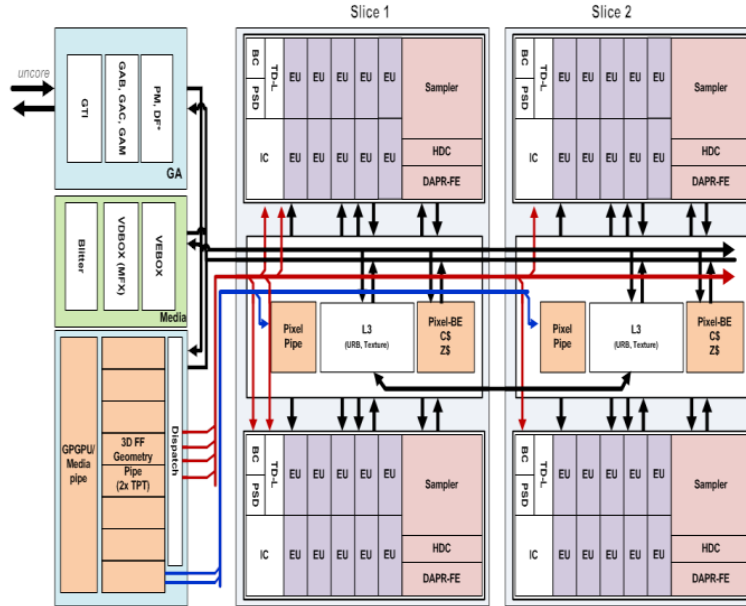 Slice 1
Slice 2
uncore
GTI
GAB, GAC, GAM
PM, DF*
GA
Blitter
VDBOX (MFX)
VEBOX
Media
GPGPU/
Media
pipe
3D FF
Geometry
Pipe
(2x TPT)
Dispatch
BC
PSD
TD-L
IC
EU EU EU EU EU
EU EU EU EU EU
Sampler
HDC
DAPR-FE
BC
PSD
TD-L
IC
EU EU EU EU EU
EU EU EU EU EU
Sampler
HDC
DAPR-FE
Pixel
Pipe
L3
(URB, Texture)
Pixel-BE
C$
Z$
Pixel
Pipe
L3
(URB, Texture)
Pixel-BE
C$
Z$
BC
PSD
TD-L
IC
EU EU EU EU EU
EU EU EU EU EU
Sampler
HDC
DAPR-FE
BC
PSD
TD-L
IC
EU EU EU EU EU
EU EU EU EU EU
Sampler
HDC
DAPR-FE